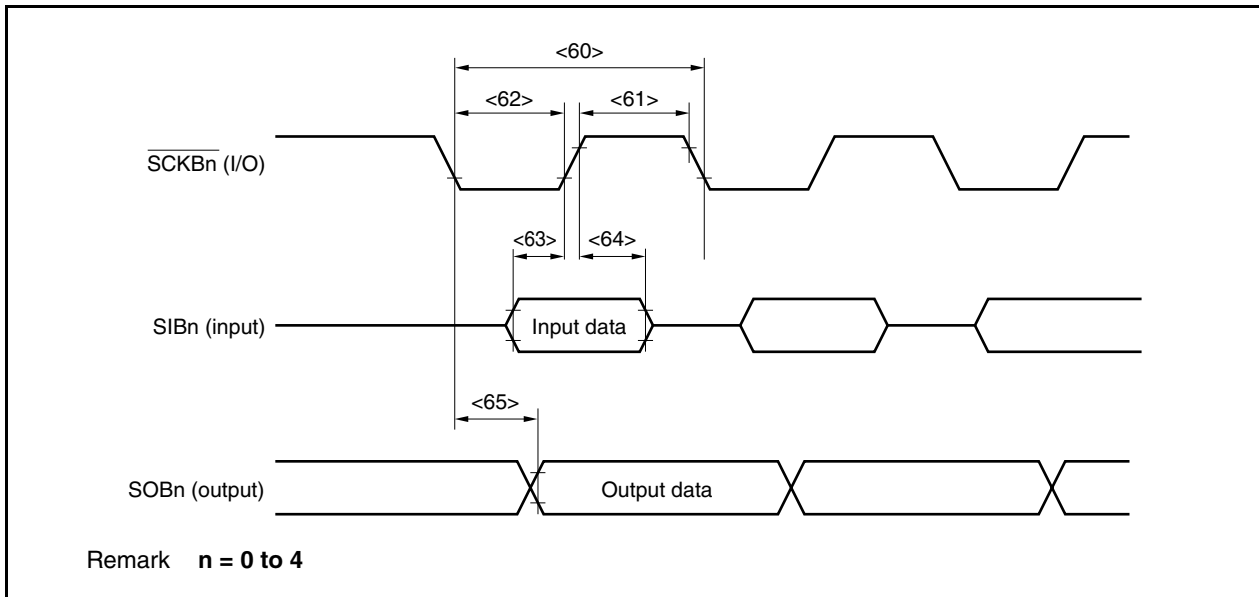 <60>
<62> <61>
SCKBn (I/O)
<63> <64>
SIBn (input) Input data
<65>
SOBn (output) Output data
Remark n = 0 to 4